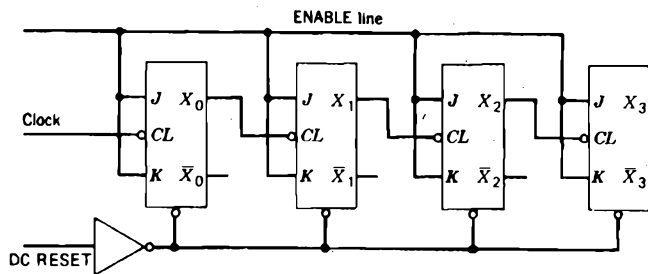 ENABLE line
J X₀ J X₁ J X₂ J X₃
Clock
CL CL CL CL
K X̅₀ K X̅₁ K X̅₂ K X̅₃
DC RESET